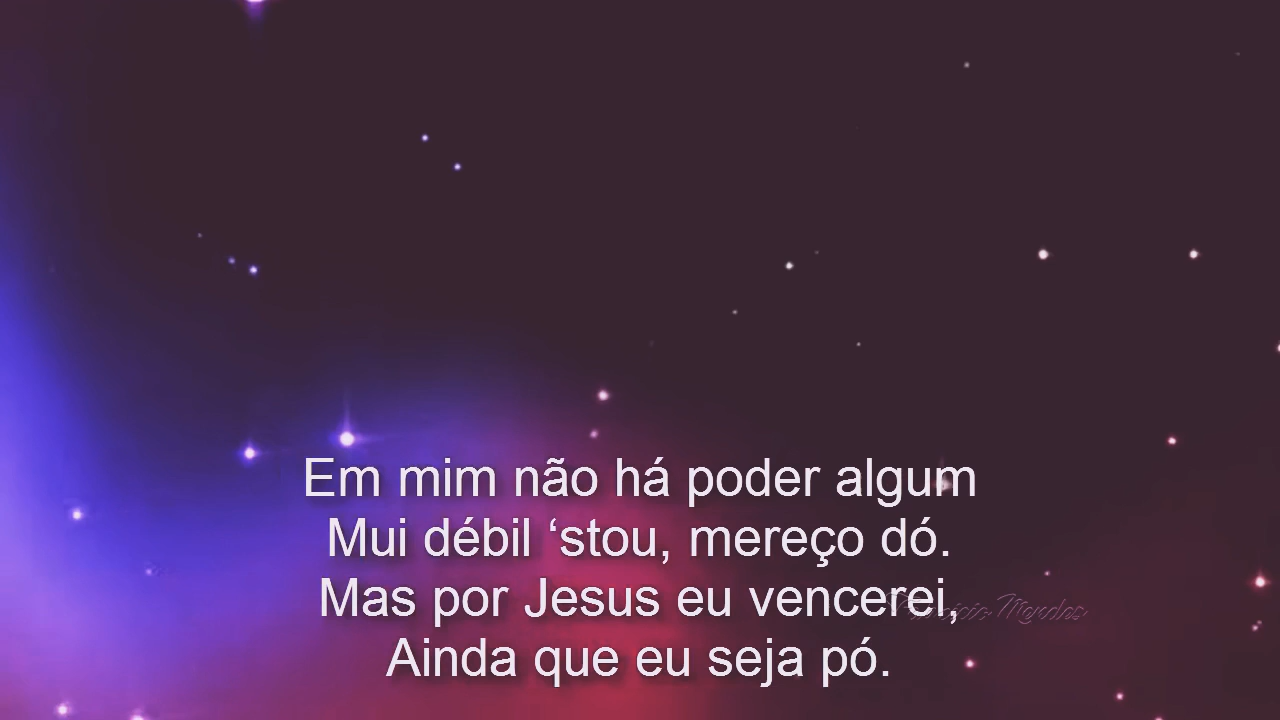 Em mim não há poder algum
Mui débil ‘stou, mereço dó.
Mas por Jesus eu vencerei,
Ainda que eu seja pó.
Mendes